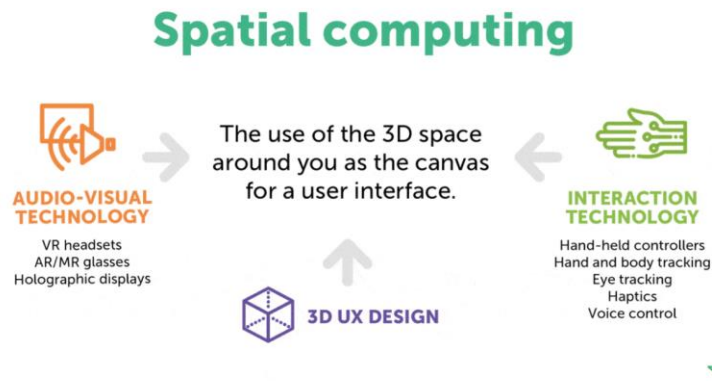 Spatial computing
The use of the 3D space
around you as the canvas
for a user interface.
AUDIO-VISUAL
TECHNOLOGY
VR headsets
AR/MR glasses
Holographic displays
INTERACTION
TECHNOLOGY
Hand-held controllers
Hand and body tracking
Eye tracking
Haptics
Voice control
3D UX DESIGN